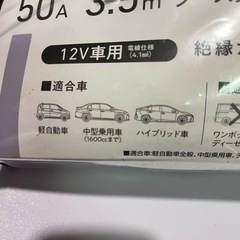 50A 3.5m
12V車用 電線仕様
(4.1㎟)
絶縁
■適合車
軽自動車 中型乗用車 ハイブリッド車
(1600ccまで)
■適合車:軽自動車全般、中型乗用車、
ワンボ
ディーゼ